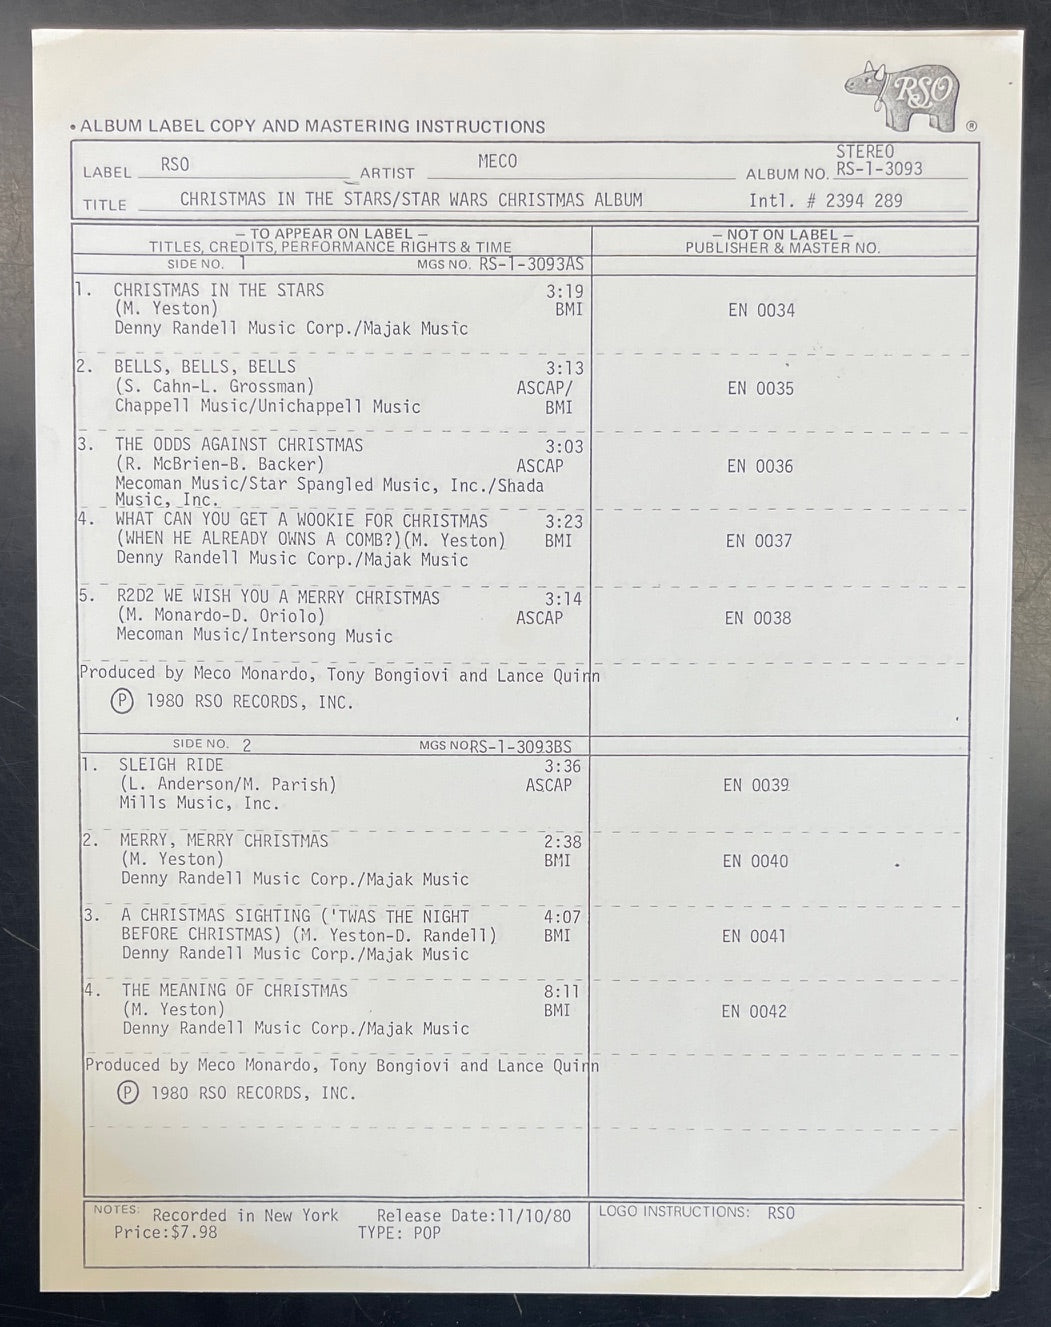 RSO
®
• ALBUM LABEL COPY AND MASTERING INSTRUCTIONS
LABEL RSO ARTIST MECO ALBUM NO. STEREO RS-1-3093
TITLE CHRISTMAS IN THE STARS/STAR WARS CHRISTMAS ALBUM Intl. # 2394 289
— TO APPEAR ON LABEL — — NOT ON LABEL —
TITLES, CREDITS, PERFORMANCE RIGHTS & TIME PUBLISHER & MASTER NO.
SIDE NO. 1 MGS NO. RS-1-3093AS
1. CHRISTMAS IN THE STARS 3:19
(M. Yeston) BMI EN 0034
Denny Randell Music Corp./Majak Music
2. BELLS, BELLS, BELLS 3:13
(S. Cahn-L. Grossman) ASCAP/ EN 0035
Chappell Music/Unichappell Music BMI
3. THE ODDS AGAINST CHRISTMAS 3:03
(R. McBrien-B. Backer) ASCAP EN 0036
Mecoman Music/Star Spangled Music, Inc./Shada
Music, Inc.
4. WHAT CAN YOU GET A WOOKIE FOR CHRISTMAS 3:23
(WHEN HE ALREADY OWNS A COMB?)(M. Yeston) BMI EN 0037
Denny Randell Music Corp./Majak Music
5. R2D2 WE WISH YOU A MERRY CHRISTMAS 3:14
(M. Monardo-D. Oriolo) ASCAP EN 0038
Mecoman Music/Intersong Music
Produced by Meco Monardo, Tony Bongiovi and Lance Quinn
Ⓟ 1980 RSO RECORDS, INC.
SIDE NO. 2 MGS NO RS-1-3093BS
1. SLEIGH RIDE 3:36
(L. Anderson/M. Parish) ASCAP EN 0039
Mills Music, Inc.
2. MERRY, MERRY CHRISTMAS 2:38
(M. Yeston) BMI EN 0040
Denny Randell Music Corp./Majak Music
3. A CHRISTMAS SIGHTING ('TWAS THE NIGHT 4:07
BEFORE CHRISTMAS) (M. Yeston-D. Randell) BMI EN 0041
Denny Randell Music Corp./Majak Music
4. THE MEANING OF CHRISTMAS 8:11
(M. Yeston) BMI EN 0042
Denny Randell Music Corp./Majak Music
Produced by Meco Monardo, Tony Bongiovi and Lance Quinn
Ⓟ 1980 RSO RECORDS, INC.
NOTES: Recorded in New York Release Date:11/10/80 LOGO INSTRUCTIONS: RSO
Price:$7.98 TYPE: POP